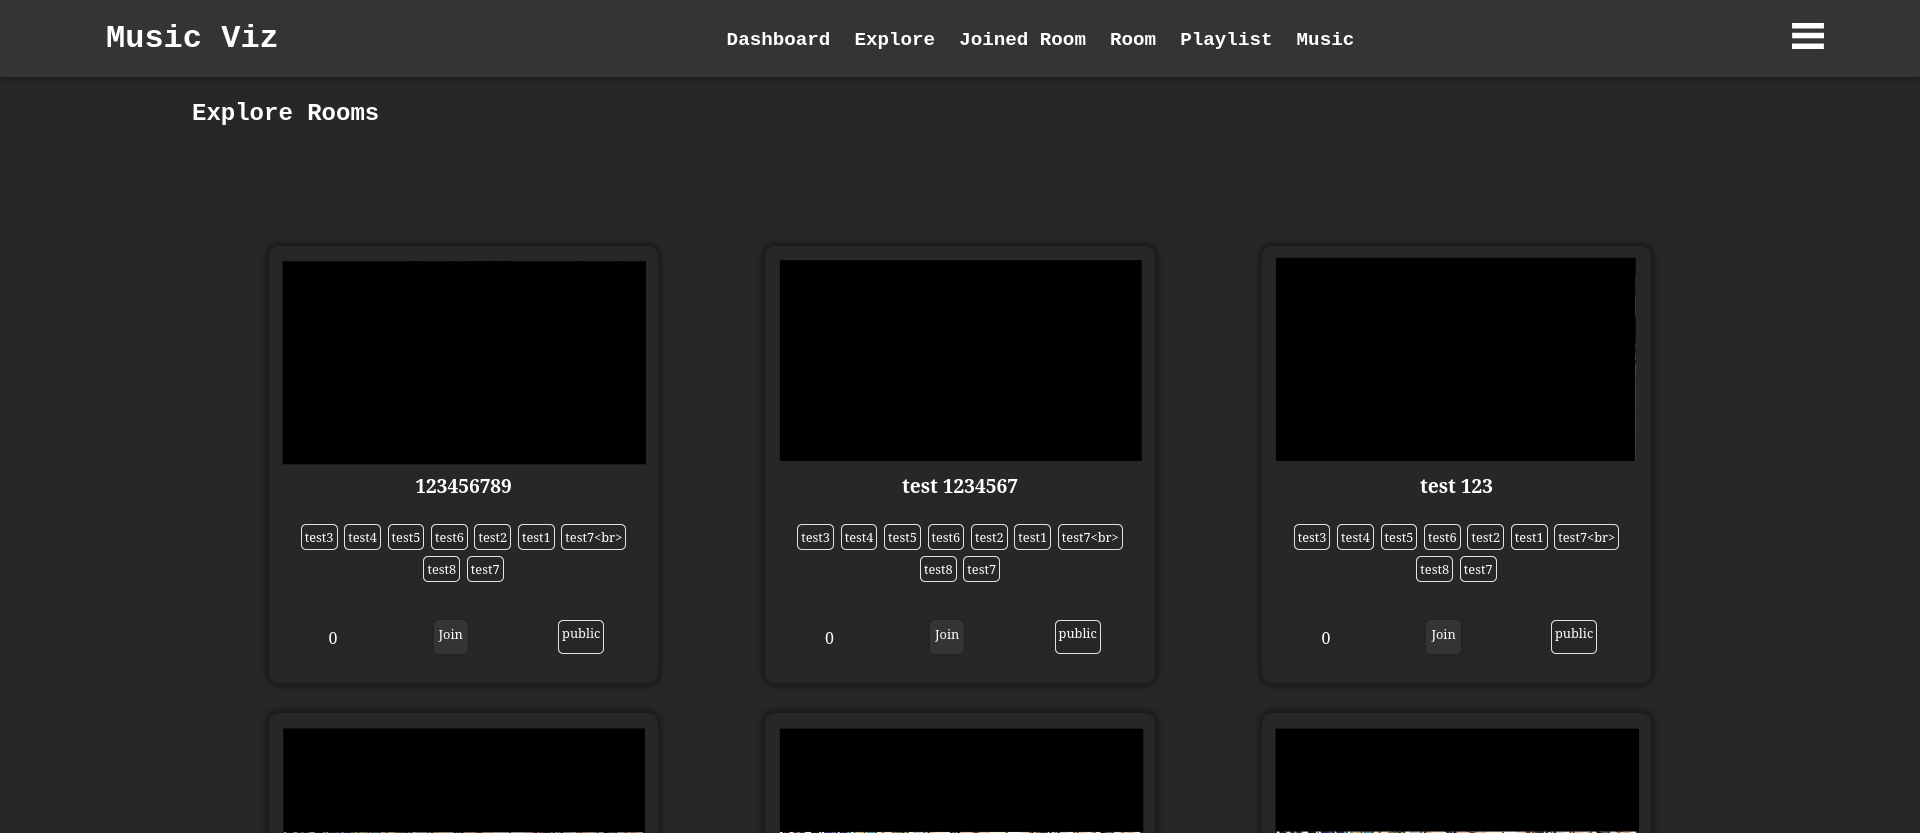 Music Viz
Dashboard Explore Joined Room Room Playlist Music
Explore Rooms
123456789
test3 test4 test5 test6 test2 test1 test7<br>
test8 test7
0 Join public
test 1234567
test3 test4 test5 test6 test2 test1 test7<br>
test8 test7
0 Join public
test 123
test3 test4 test5 test6 test2 test1 test7<br>
test8 test7
0 Join public